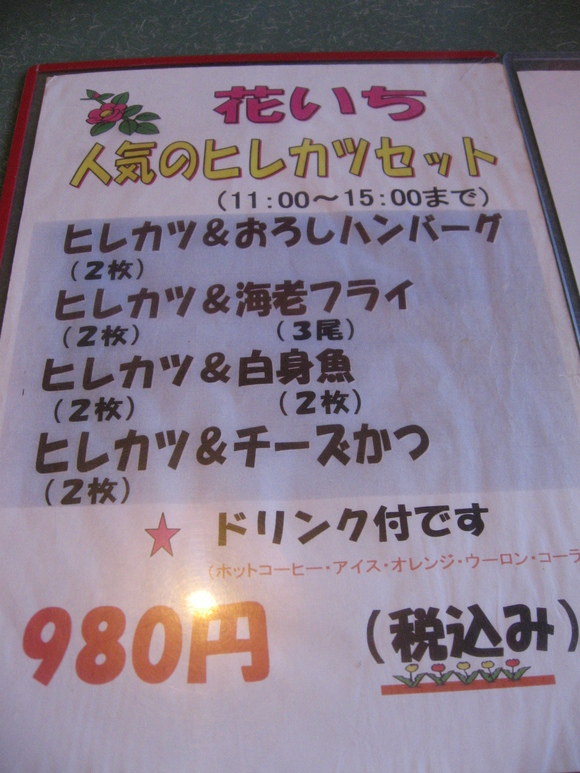 花いち
人気のヒレカツセット
(11:00〜15:00まで)
ヒレカツ&おろしハンバーグ
(2枚)
ヒレカツ&海老フライ
(2枚) (3尾)
ヒレカツ&白身魚
(2枚) (2枚)
ヒレカツ&チーズかつ
(2枚)
★ ドリンク付です
(ホットコーヒー・アイス・オレンジ・ウーロン・コーラ
980円 (税込み)